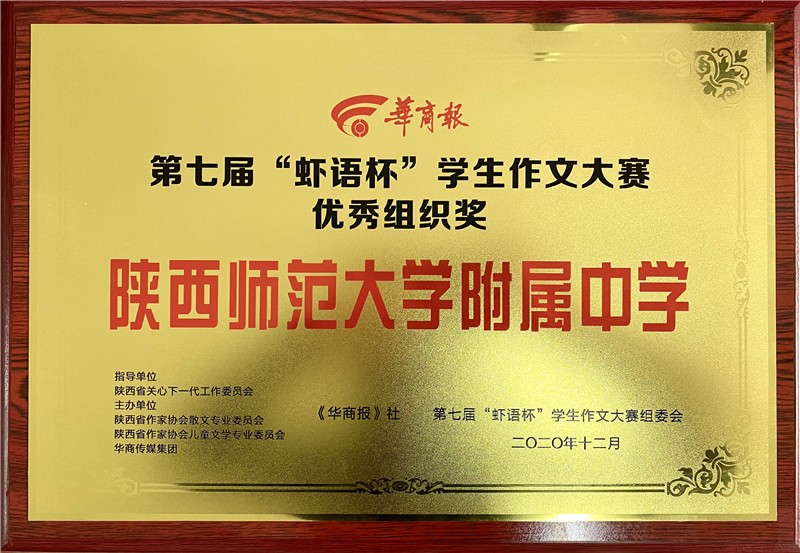 華商報
第七届“虾语杯”学生作文大赛
优秀组织奖
陕西师范大学附属中学
指导单位
陕西省关心下一代工作委员会
主办单位
陕西省作家协会散文专业委员会
陕西省作家协会儿童文学专业委员会
华商传媒集团
《华商报》社 第七届“虾语杯”学生作文大赛组委会
二〇二〇年十二月